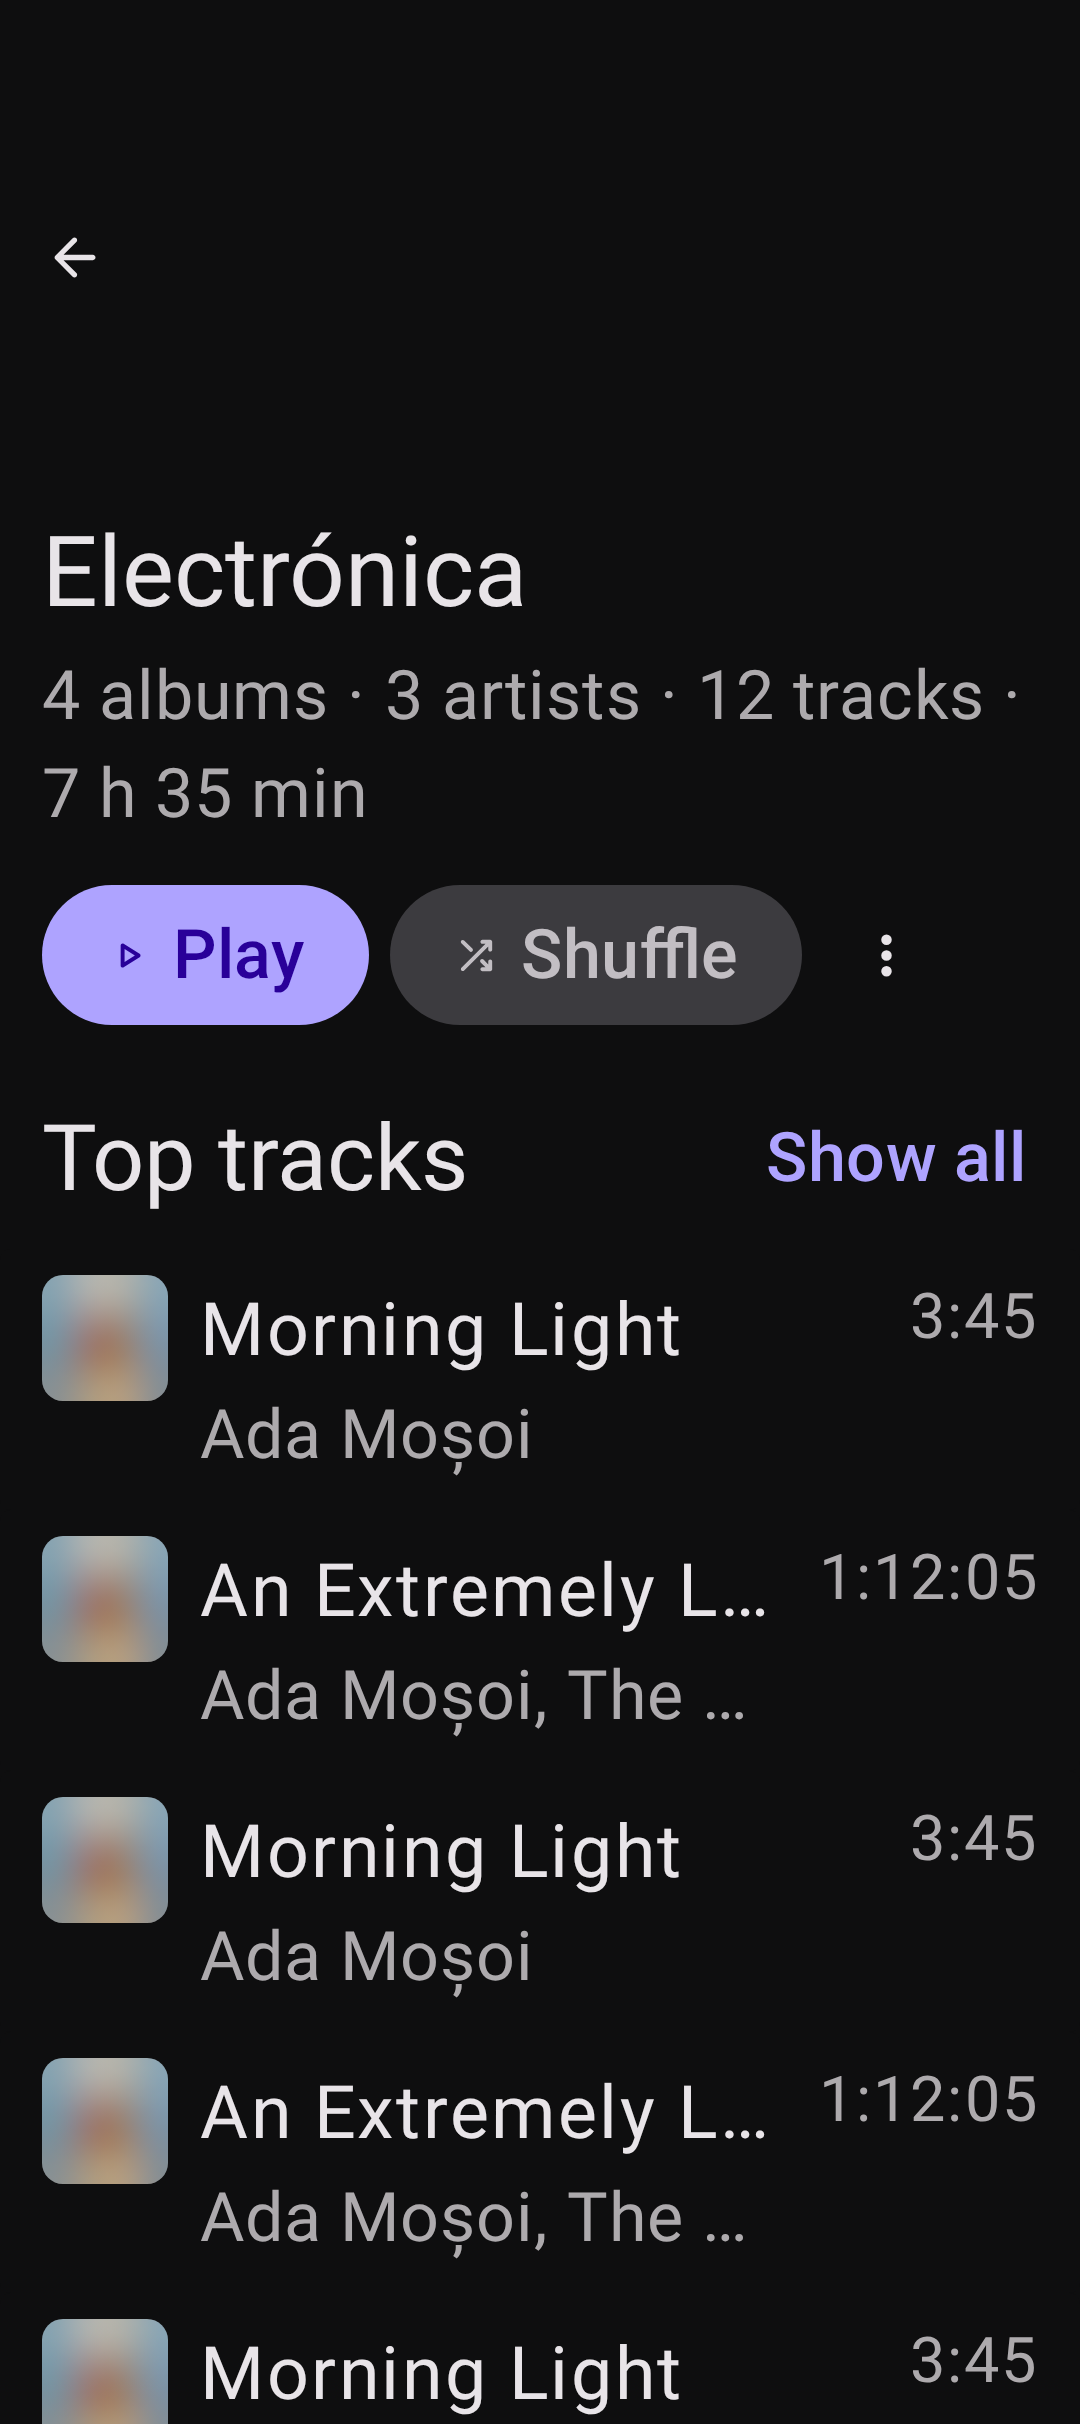 Electrónica
4 albums · 3 artists · 12 tracks ·
7 h 35 min
Play
Shuffle
Top tracks
Show all
Morning Light
3:45
Ada Moșoi
An Extremely L…
1:12:05
Ada Moșoi, The …
Morning Light
3:45
Ada Moșoi
An Extremely L…
1:12:05
Ada Moșoi, The …
Morning Light
3:45